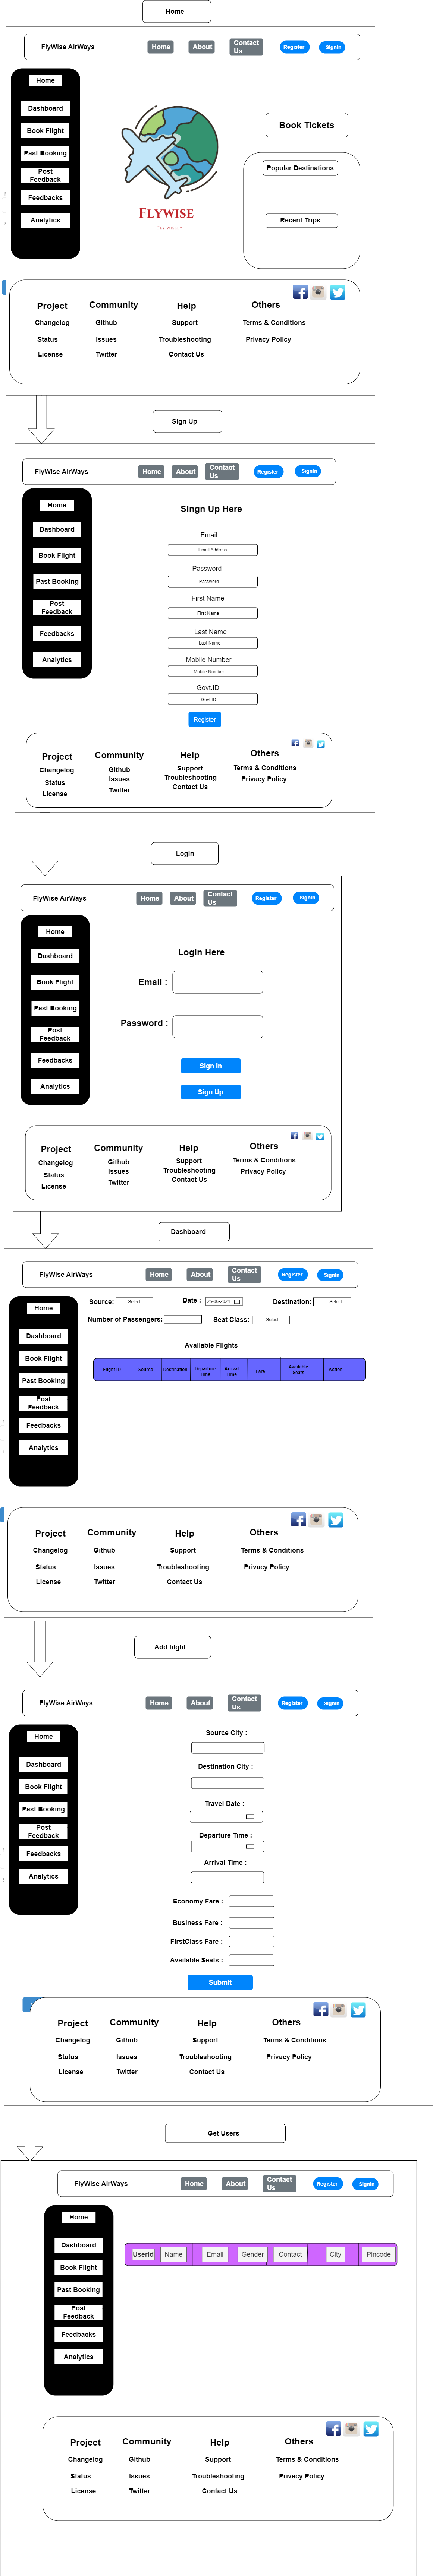 Home
FlyWise AirWays
Home
About
Contact
Us
Register
SignIn
Home
Dashboard
Book Flight
Past Booking
Post
Feedback
Feedbacks
Analytics
FLYWISE
FLY WISELY
Book Tickets
Popular Destinations
Recent Trips
Project
Community
Help
Others
Changelog
Github
Support
Terms & Conditions
Status
Issues
Troubleshooting
Privacy Policy
License
Twitter
Contact Us
Sign Up
FlyWise AirWays
Home
About
Contact
Us
Register
SignIn
Home
Dashboard
Book Flight
Past Booking
Post
Feedback
Feedbacks
Analytics
Singn Up Here
Email
Email Address
Password
Password
First Name
First Name
Last Name
Last Name
Mobile Number
Mobile Number
Govt.ID
Govt ID
Register
Project
Community
Help
Others
Changelog
Github
Support
Terms & Conditions
Status
Issues
Troubleshooting
Privacy Policy
License
Twitter
Contact Us
Login
FlyWise AirWays
Home
About
Contact
Us
Register
SignIn
Home
Dashboard
Book Flight
Past Booking
Post
Feedback
Feedbacks
Analytics
Login Here
Email :
Password :
Sign In
Sign Up
Project
Community
Help
Others
Changelog
Github
Support
Terms & Conditions
Status
Issues
Troubleshooting
Privacy Policy
License
Twitter
Contact Us
Dashboard
FlyWise AirWays
Home
About
Contact
Us
Register
SignIn
Home
Dashboard
Book Flight
Past Booking
Post
Feedback
Feedbacks
Analytics
Source:
--Select--
Date :
25-06-2024
Destination:
--Select--
Number of Passengers:
Seat Class:
--Select--
Available Flights
Flight ID
Source
Destination
Departure
Time
Arrival
Time
Fare
Available
Seats
Action
Project
Community
Help
Others
Changelog
Github
Support
Terms & Conditions
Status
Issues
Troubleshooting
Privacy Policy
License
Twitter
Contact Us
Add flight
FlyWise AirWays
Home
About
Contact
Us
Register
SignIn
Home
Dashboard
Book Flight
Past Booking
Post
Feedback
Feedbacks
Analytics
Source City :
Destination City :
Travel Date :
Departure Time :
Arrival Time :
Economy Fare :
Business Fare :
FirstClass Fare :
Available Seats :
Submit
Project
Community
Help
Others
Changelog
Github
Support
Terms & Conditions
Status
Issues
Troubleshooting
Privacy Policy
License
Twitter
Contact Us
Get Users
FlyWise AirWays
Home
About
Contact
Us
Register
SignIn
Home
Dashboard
Book Flight
Past Booking
Post
Feedback
Feedbacks
Analytics
UserId
Name
Email
Gender
Contact
City
Pincode
Project
Community
Help
Others
Changelog
Github
Support
Terms & Conditions
Status
Issues
Troubleshooting
Privacy Policy
License
Twitter
Contact Us